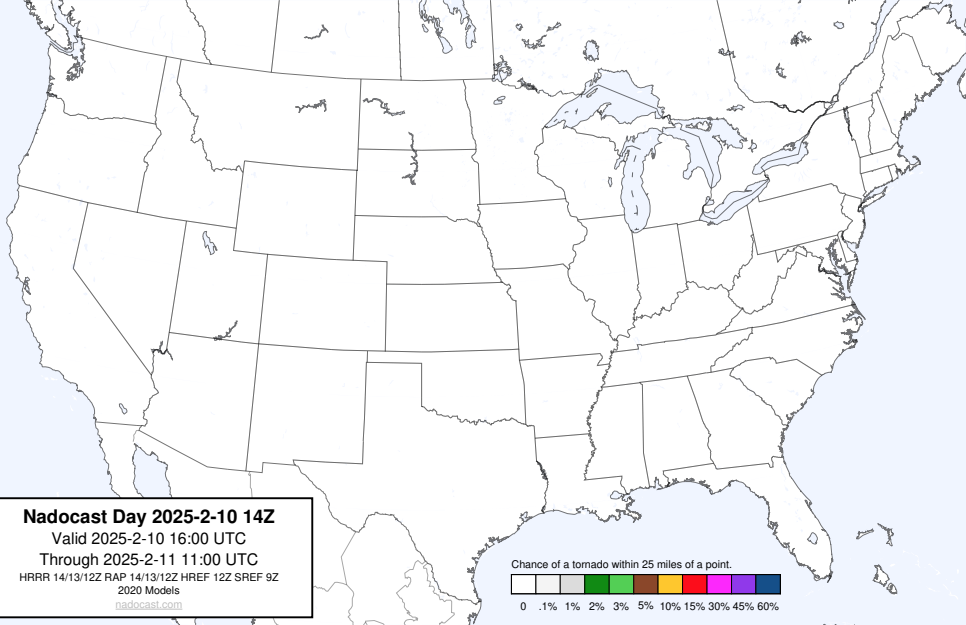 Nadocast Day 2025-2-10 14Z
Valid 2025-2-10 16:00 UTC
Through 2025-2-11 11:00 UTC
HRRR 14/13/12Z RAP 14/13/12Z HREF 12Z SREF 9Z
2020 Models
nadocast.com
Chance of a tornado within 25 miles of a point.
0 .1% 1% 2% 3% 5% 10% 15% 30% 45% 60%